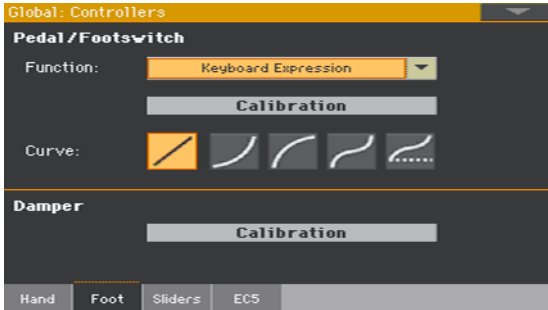 Global: Controllers
Pedal/Footswitch
Function: Keyboard Expression
Calibration
Curve:
Damper
Calibration
Hand Foot Sliders EC5